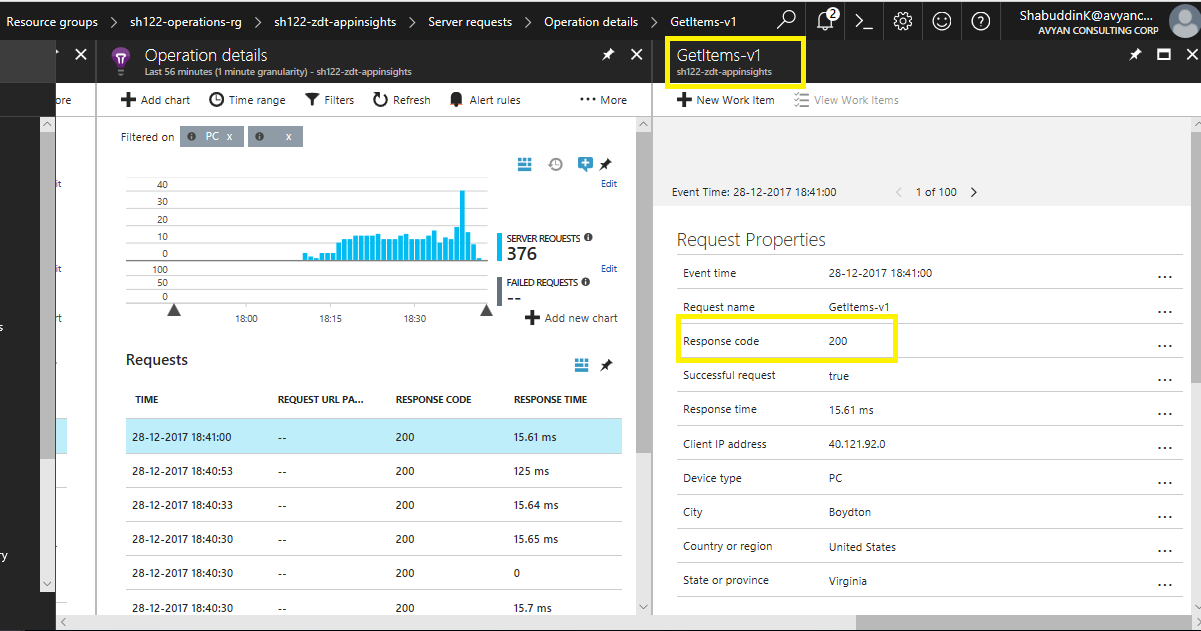 Resource groups > sh122-operations-rg > sh122-zdt-appinsights > Server requests > Operation details > GetItems-v1
2
ShabuddinK@avyanc...
AVYAN CONSULTING CORP
Operation details
Last 56 minutes (1 minute granularity) - sh122-zdt-appinsights
GetItems-v1
sh122-zdt-appinsights
ore
Add chart Time range Filters Refresh Alert rules ... More
New Work Item View Work Items
Filtered on PC x x
Edit
40
30
20
10
0
SERVER REQUESTS
376
Edit
100
50
0
FAILED REQUESTS
--
18:00 18:15 18:30
Add new chart
Requests
TIME REQUEST URL PA... RESPONSE CODE RESPONSE TIME
28-12-2017 18:41:00 -- 200 15.61 ms
28-12-2017 18:40:53 -- 200 125 ms
28-12-2017 18:40:33 -- 200 15.64 ms
28-12-2017 18:40:30 -- 200 15.65 ms
28-12-2017 18:40:30 -- 200 0
28-12-2017 18:40:30 -- 200 15.7 ms
Event Time: 28-12-2017 18:41:00 < 1 of 100 >
Request Properties
Event time 28-12-2017 18:41:00 ...
Request name GetItems-v1 ...
Response code 200 ...
Successful request true ...
Response time 15.61 ms ...
Client IP address 40.121.92.0 ...
Device type PC ...
City Boydton ...
Country or region United States ...
State or province Virginia ...